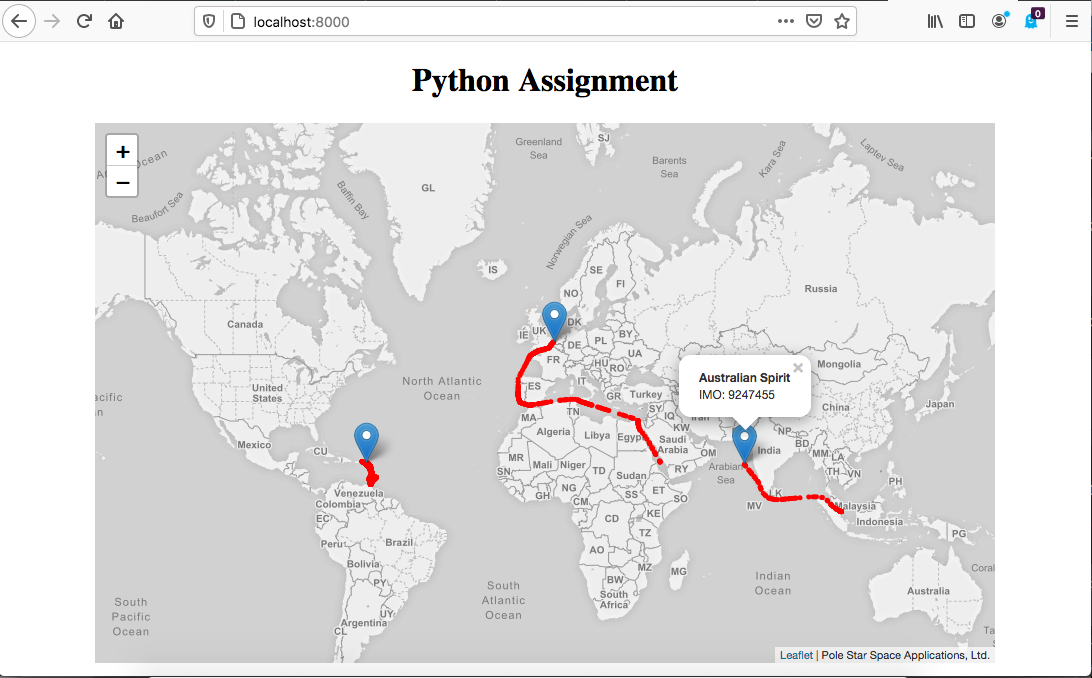 localhost:8000
0
Python Assignment
+
−
Ocean
Beaufort Sea
Baffin Bay
GL
Greenland
Sea
SJ
Barents
Sea
Kara Sea
Laptev Sea
Norwegian Sea
IS
SE
FI
NO
Russia
Canada
IE
UK
DK
BY
PL
DE
UA
FR
HU
RO
IT
ES
GR
Turkey
TN
MA
SY
IQ
Iran
Mongolia
China
Japan
North Atlantic
Ocean
United
States
Australian Spirit
×
IMO: 9247455
Mexico
CU
Algeria
Libya
Egypt
Saudi
Arabia
KW
OM
NP
BD
India
MM
LA
TH
VN
PH
MR
Mali
Niger
TD
Sudan
RY
Arabian
Sea
SN
GH
NG
CM
SS
ET
SO
MV
LK
Malaysia
Indonesia
PG
Venezuela
Colombia
EC
Peru
Brazil
Bolivia
PY
CD
KE
TZ
AO
MZ
MG
BW
South
Africa
UY
Argentina
CL
South
Pacific
Ocean
South
Atlantic
Ocean
Indian
Ocean
Australia
Coral
Ta
Leaflet | Pole Star Space Applications, Ltd.